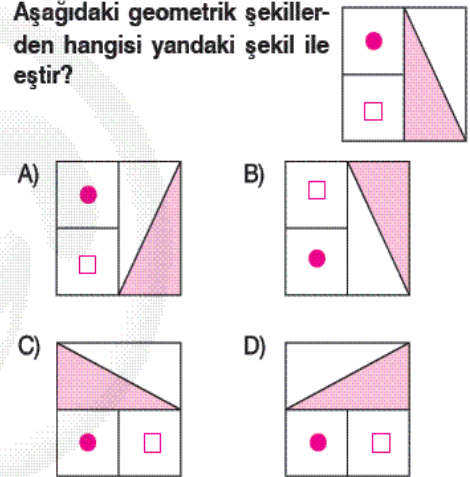 Aşağıdaki geometrik şekiller-
den hangisi yandaki şekil ile
eştir?
A)
B)
C)
D)